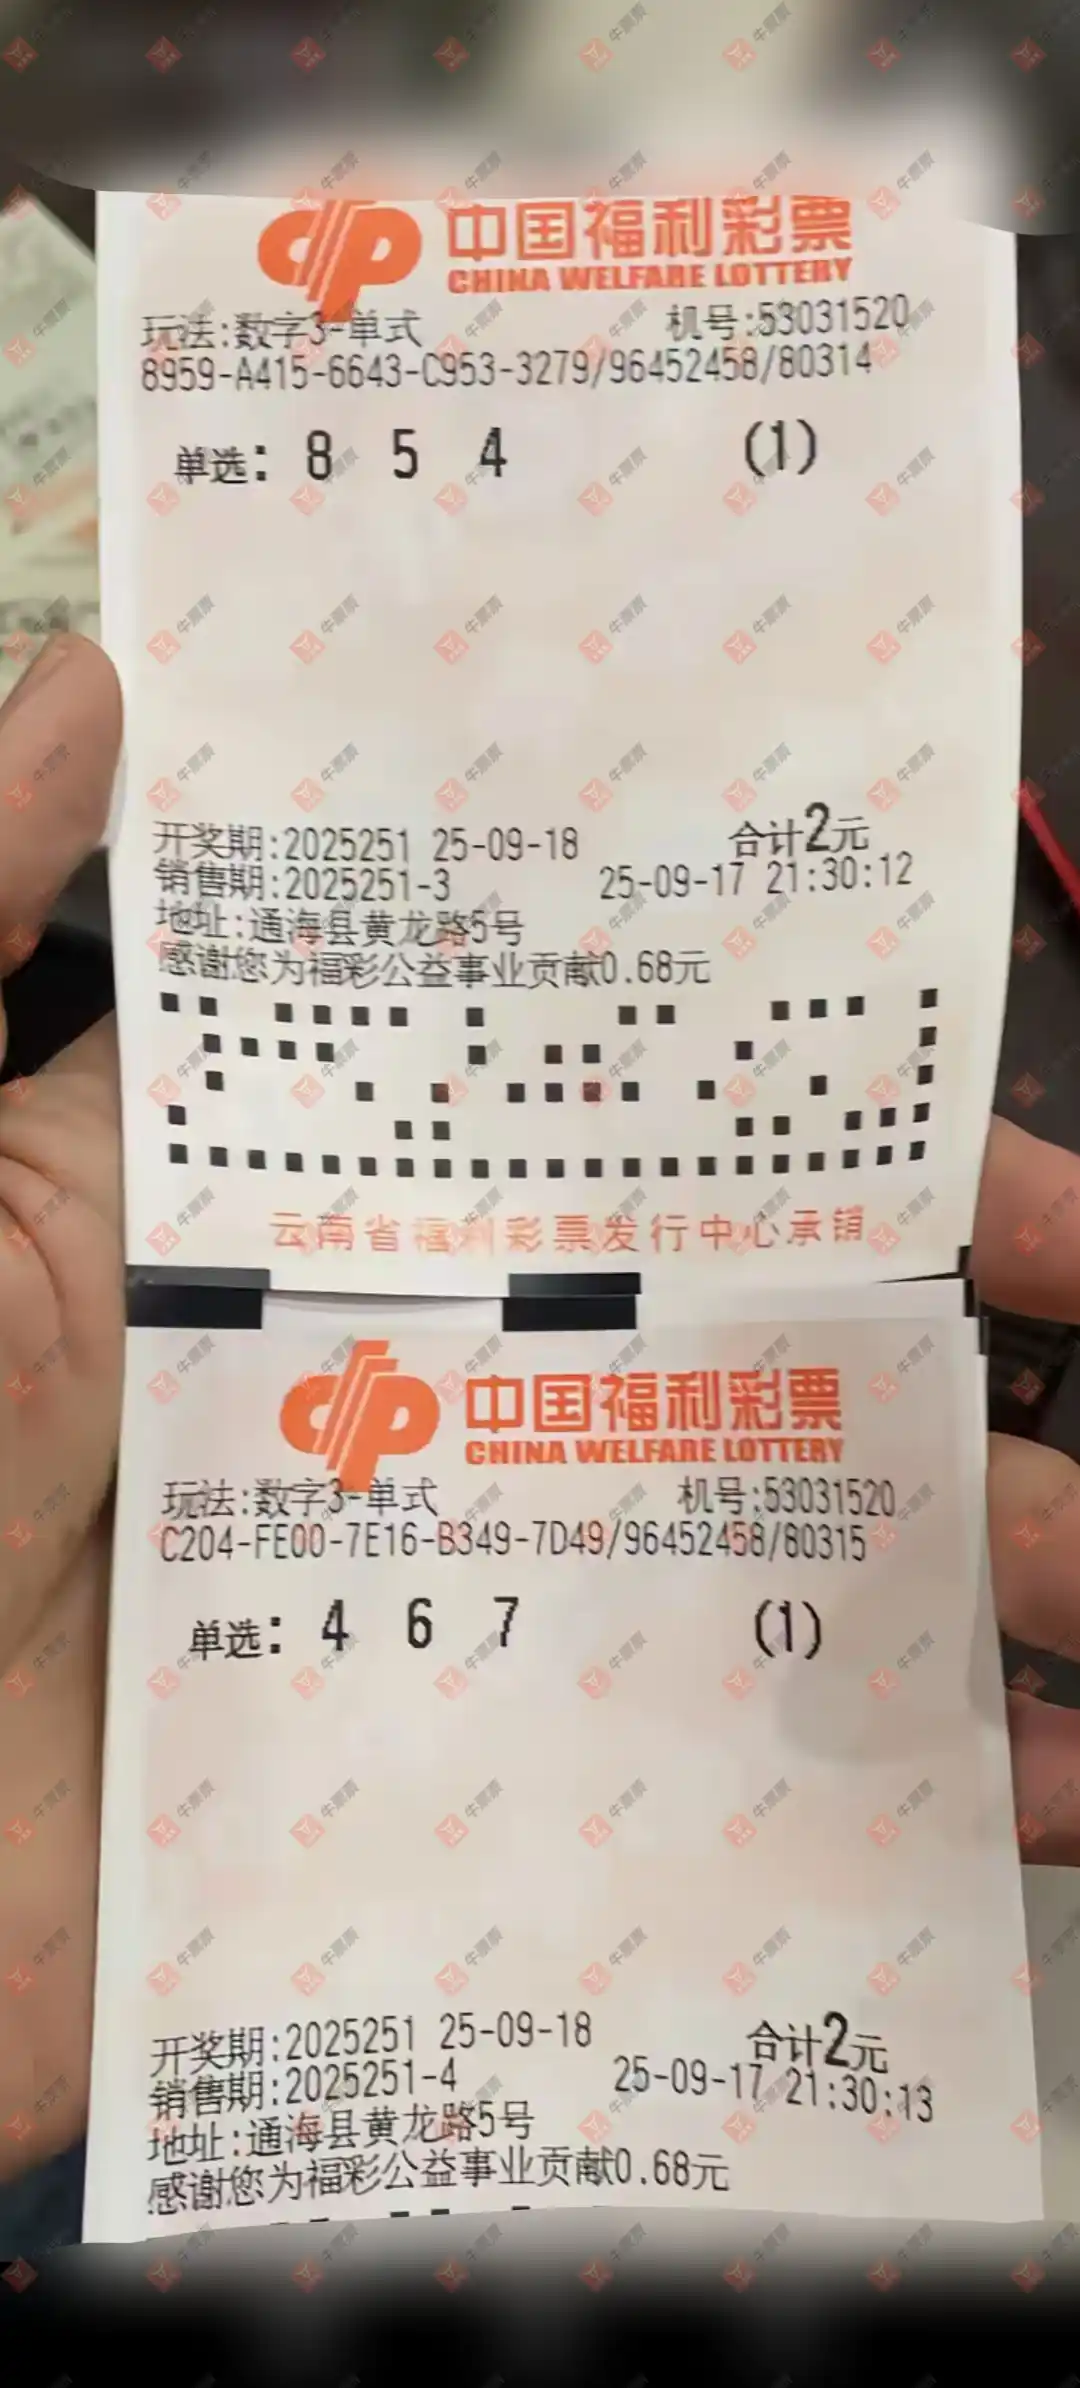 中国福利彩票
CHINA WELFARE LOTTERY
玩法:数字3-单式 机号:53031520
8959-A415-6643-C953-3279/96452458/80314
单选: 8 5 4 (1)
开奖期:2025251 25-09-18 合计2元
销售期:2025251-3 25-09-17 21:30:12
地址:通海县黄龙路5号
感谢您为福彩公益事业贡献0.68元
云南省福利彩票发行中心承销
中国福利彩票
CHINA WELFARE LOTTERY
玩法:数字3-单式 机号:53031520
C204-FE00-7E16-B349-7D49/96452458/80315
单选: 4 6 7 (1)
开奖期:2025251 25-09-18 合计2元
销售期:2025251-4 25-09-17 21:30:13
地址:通海县黄龙路5号
感谢您为福彩公益事业贡献0.68元
牛票票